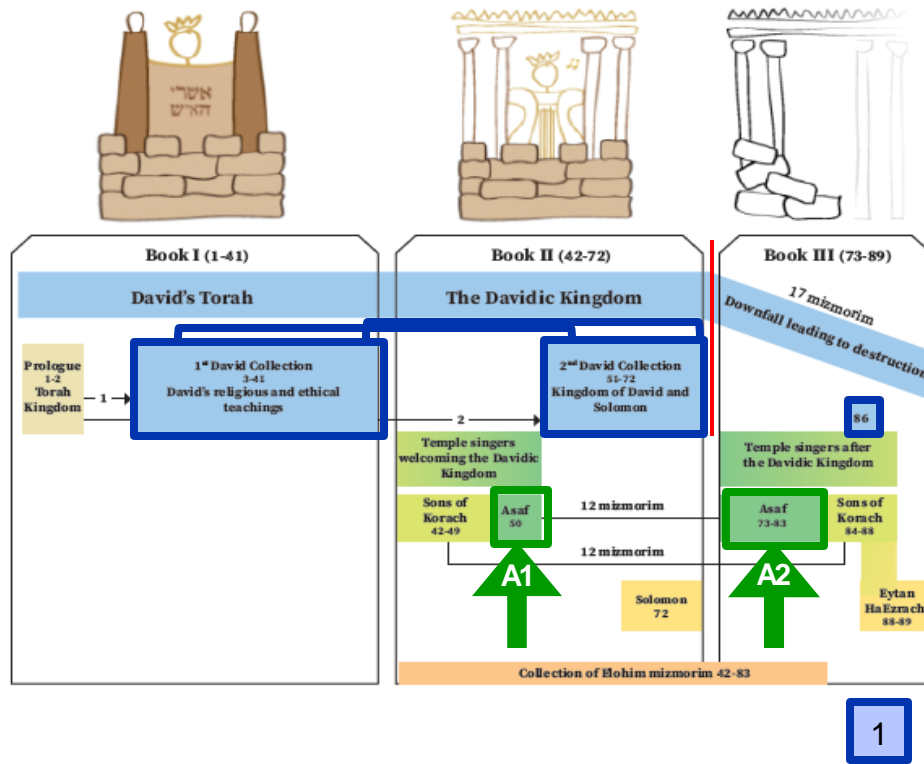 אשרי
האיש
Book I (1-41)
Book II (42-72)
Book III (73-89)
David's Torah
The Davidic Kingdom
17 mizmorim
Downfall leading to destruction
Prologue
1-2
Torah
Kingdom
1
1st David Collection
3-41
David's religious and ethical
teachings
2
2nd David Collection
51-72
Kingdom of David and
Solomon
86
Temple singers
welcoming the Davidic
Kingdom
Temple singers after
the Davidic Kingdom
Sons of
Korach
42-49
Asaf
50
12 mizmorim
Asaf
73-83
Sons of
Korach
84-88
12 mizmorim
A1
A2
Solomon
72
Eytan
HaEzrach
88-89
Collection of Elohim mizmorim 42-83
1